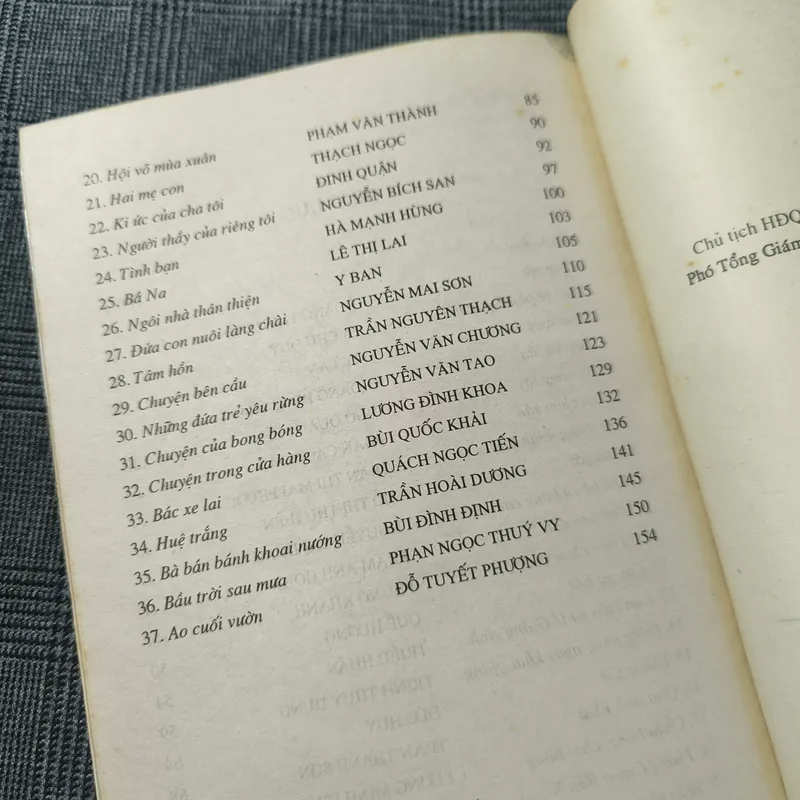 20. Hội võ mùa xuân PHẠM VĂN THÀNH 85
21. Hai mẹ con THẠCH NGỌC 90
22. Kí ức của cha tôi ĐINH QUÂN 92
23. Người thầy của riêng tôi NGUYỄN BÍCH SAN 97
24. Tình bạn HÀ MẠNH HÙNG 100
25. Bá Na LÊ THỊ LAI 103
26. Ngôi nhà thân thiện Y BAN 105
27. Đứa con nuôi làng chài NGUYỄN MAI SƠN 110
28. Tâm hồn TRẦN NGUYÊN THẠCH 115
29. Chuyện bên cầu NGUYỄN VĂN CHƯƠNG 121
30. Những đứa trẻ yêu rừng NGUYỄN VĂN TAO 123
31. Chuyện của bong bóng LƯƠNG ĐÌNH KHOA 129
32. Chuyện trong cửa hàng BÙI QUỐC KHẢI 132
33. Bác xe lai QUÁCH NGỌC TIẾN 136
34. Huệ trắng TRẦN HOÀI DƯƠNG 141
35. Bà bán bánh khoai nướng BÙI ĐÌNH ĐỊNH 145
36. Bầu trời sau mưa PHẠN NGỌC THUÝ VY 150
37. Ao cuối vườn ĐỖ TUYẾT PHƯỢNG 154
Chủ tịch HĐQ
Phó Tổng Giám